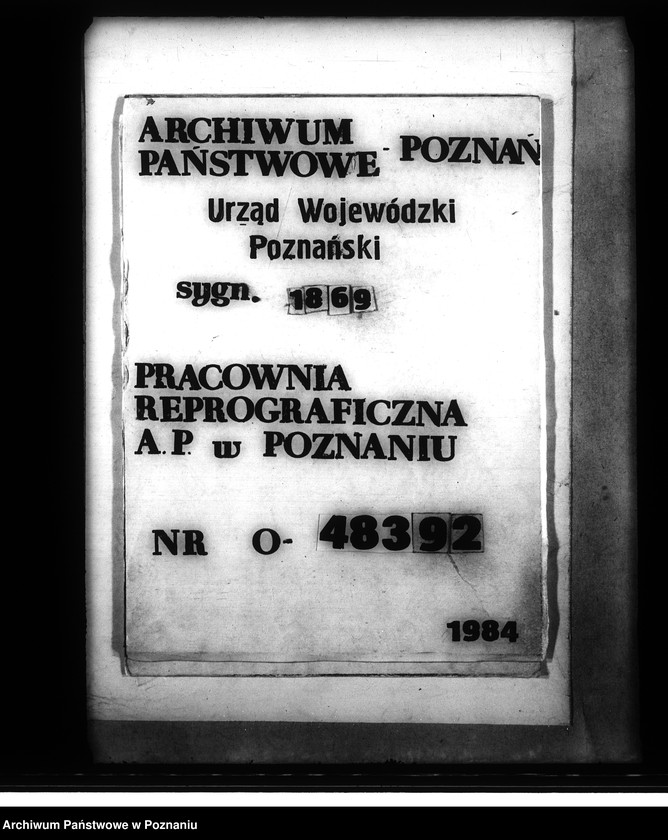 ARCHIWUM
PAŃSTWOWE - POZNAŃ
Urząd Wojewódzki
Poznański
sygn. 1869
PRACOWNIA
REPROGRAFICZNA
A.P. w POZNANIU
NR O- 48392
1984
Archiwum Państwowe w Poznaniu